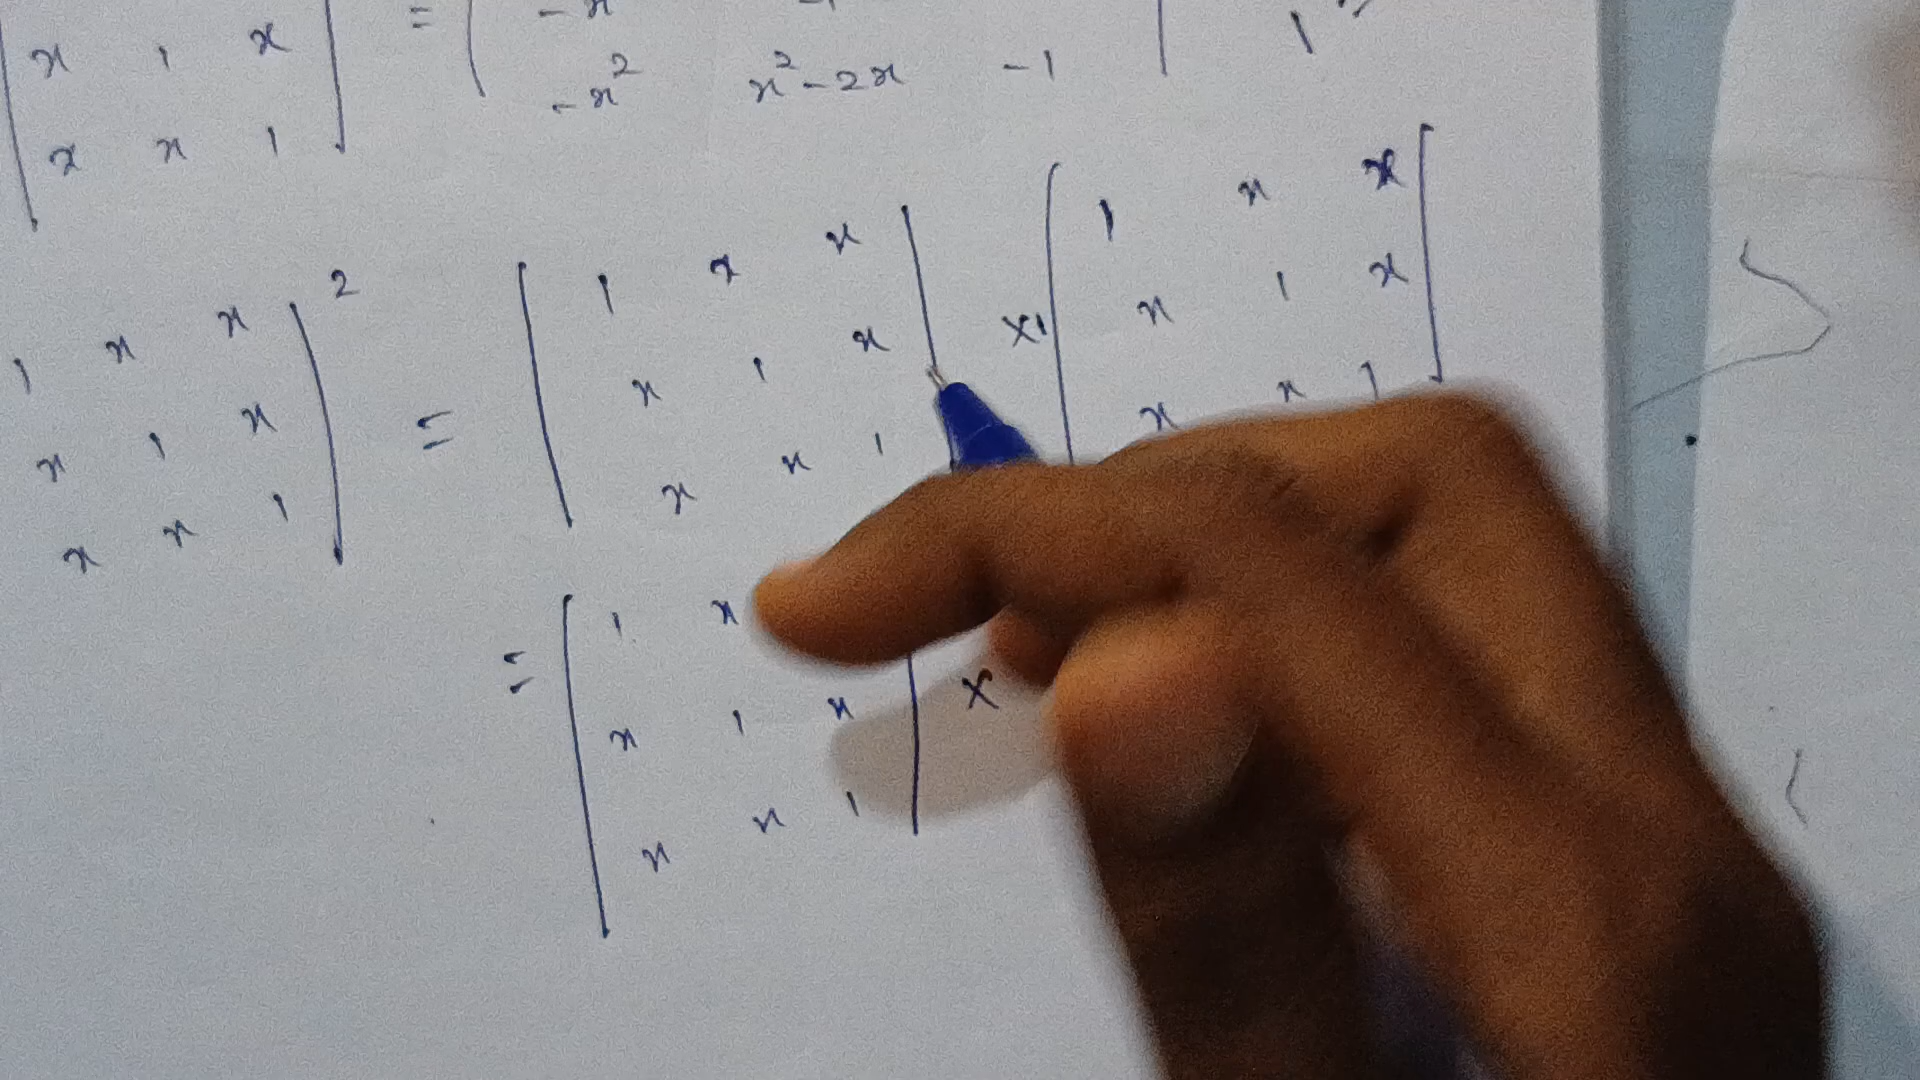 = -x -1
x 1 x -x² x²-2x -1
x x 1
1 x x ² = 1 x x X 1 x x
x 1 x x 1 x x 1 x
x x 1 x x 1 x x 1
= 1 x X
x 1 x
x x 1